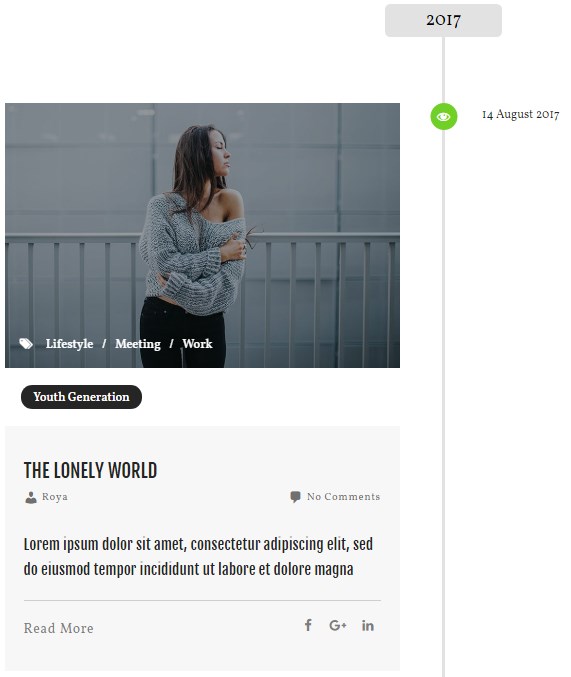 2017
14 August 2017
Lifestyle / Meeting / Work
Youth Generation
THE LONELY WORLD
Roya
No Comments
Lorem ipsum dolor sit amet, consectetur adipiscing elit, sed
do eiusmod tempor incididunt ut labore et dolore magna
Read More